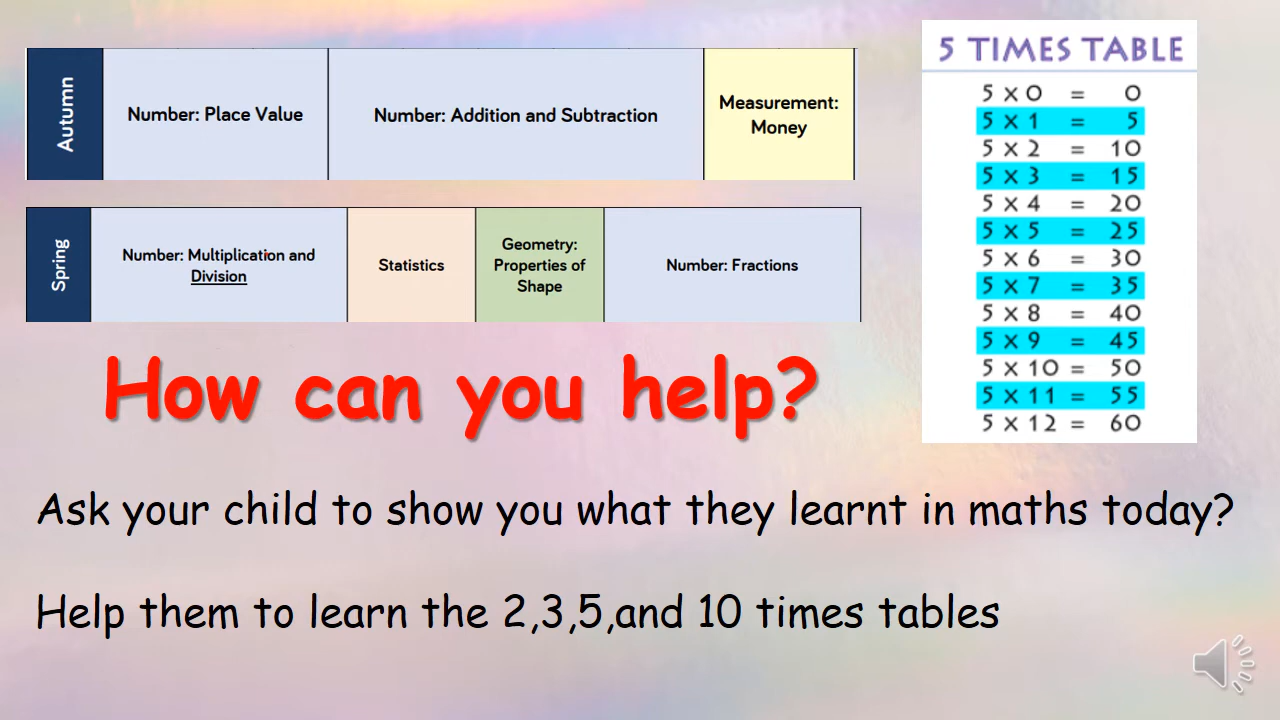 Autumn
Number: Place Value
Number: Addition and Subtraction
Measurement:
Money
Spring
Number: Multiplication and
Division
Statistics
Geometry:
Properties of
Shape
Number: Fractions
5 TIMES TABLE
5 x 0 = 0
5 x 1 = 5
5 x 2 = 10
5 x 3 = 15
5 x 4 = 20
5 x 5 = 25
5 x 6 = 30
5 x 7 = 35
5 x 8 = 40
5 x 9 = 45
5 x 10 = 50
5 x 11 = 55
5 x 12 = 60
How can you help?
Ask your child to show you what they learnt in maths today?
Help them to learn the 2,3,5,and 10 times tables